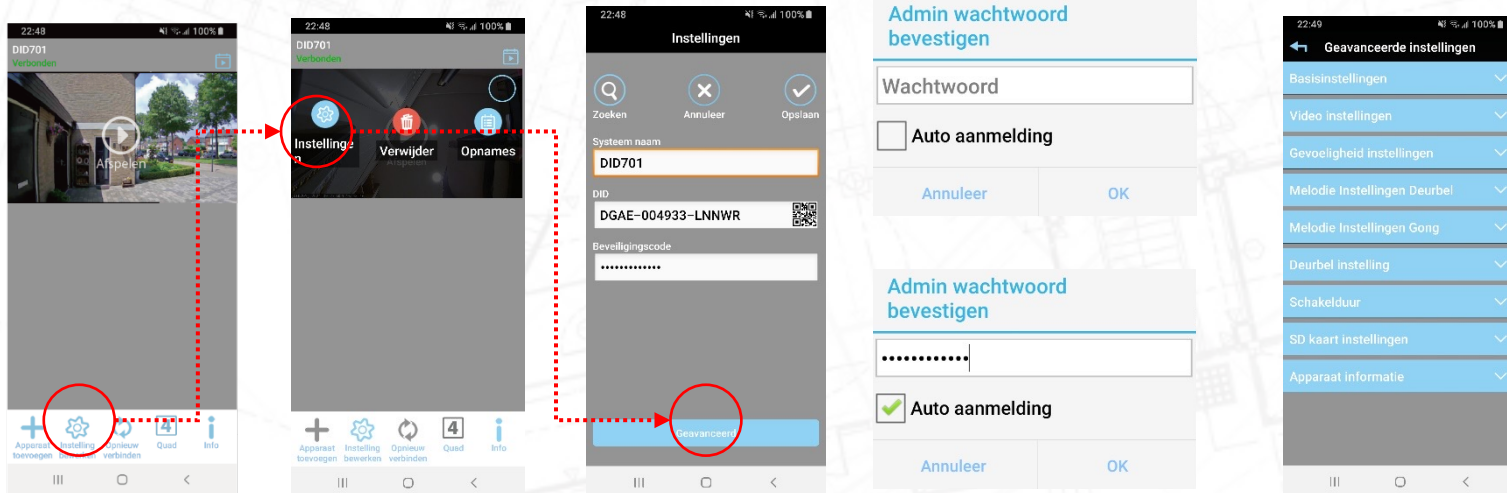 22:48
100%
DID701
Verbonden
Afspelen
Apparaat
toevoegen
Instelling
bewerken
Opnieuw
verbinden
4
Quad
Info
22:48
100%
DID701
Verbonden
Instellinge
n
Verwijder
Opnames
Afspelen
Apparaat
toevoegen
Instelling
bewerken
Opnieuw
verbinden
4
Quad
Info
22:48
100%
Instellingen
Zoeken
Annuleer
Opslaan
Systeem naam
DID701
DID
DGAE-004933-LNNWR
Beveiligingscode
•••••••••••••
Geavanceerd
Admin wachtwoord
bevestigen
Wachtwoord
Auto aanmelding
Annuleer
OK
Admin wachtwoord
bevestigen
••••••••••••
Auto aanmelding
Annuleer
OK
22:49
100%
Geavanceerde instellingen
Basisinstellingen
Video instellingen
Gevoeligheid instellingen
Melodie Instellingen Deurbel
Melodie Instellingen Gong
Deurbel instelling
Schakelduur
SD kaart instellingen
Apparaat informatie